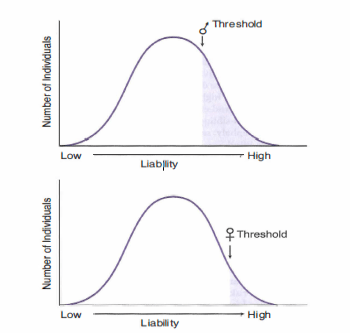 ♂ Threshold
Number of Individuals
Low
High
Liability
♀ Threshold
Number of Individuals
Low
High
Liability